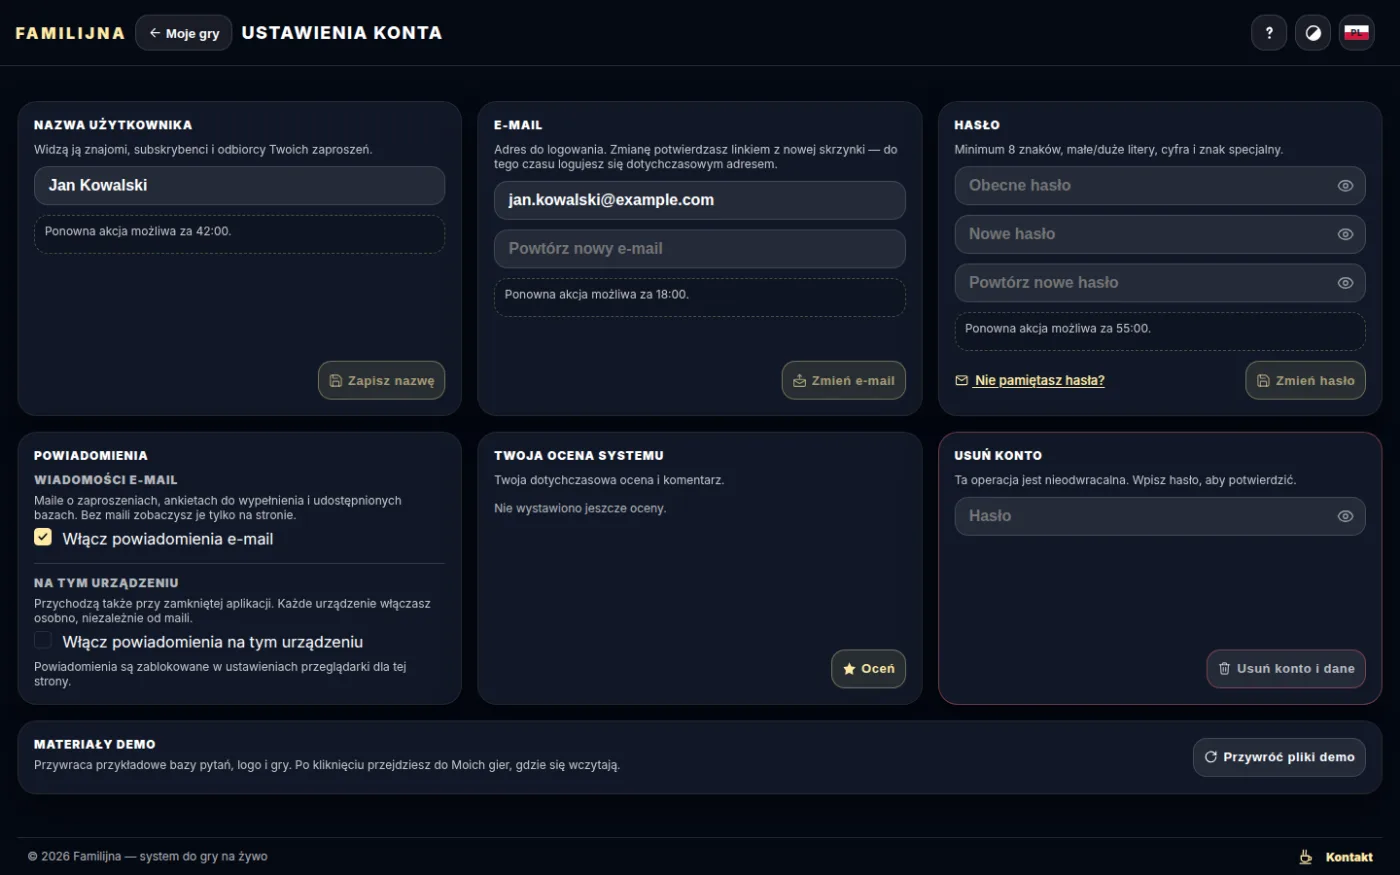 FAMILIJNA
← Moje gry
USTAWIENIA KONTA
?
PL
NAZWA UŻYTKOWNIKA
Widzą ją znajomi, subskrybenci i odbiorcy Twoich zaproszeń.
Jan Kowalski
Ponowna akcja możliwa za 42:00.
Zapisz nazwę
E-MAIL
Adres do logowania. Zmianę potwierdzasz linkiem z nowej skrzynki — do
tego czasu logujesz się dotychczasowym adresem.
jan.kowalski@example.com
Powtórz nowy e-mail
Ponowna akcja możliwa za 18:00.
Zmień e-mail
HASŁO
Minimum 8 znaków, małe/duże litery, cyfra i znak specjalny.
Obecne hasło
Nowe hasło
Powtórz nowe hasło
Ponowna akcja możliwa za 55:00.
Nie pamiętasz hasła?
Zmień hasło
POWIADOMIENIA
WIADOMOŚCI E-MAIL
Maile o zaproszeniach, ankietach do wypełnienia i udostępnionych
bazach. Bez maili zobaczysz je tylko na stronie.
Włącz powiadomienia e-mail
NA TYM URZĄDZENIU
Przychodzą także przy zamkniętej aplikacji. Każde urządzenie włączasz
osobno, niezależnie od maili.
Włącz powiadomienia na tym urządzeniu
Powiadomienia są zablokowane w ustawieniach przeglądarki dla tej
strony.
TWOJA OCENA SYSTEMU
Twoja dotychczasowa ocena i komentarz.
Nie wystawiono jeszcze oceny.
Oceń
USUŃ KONTO
Ta operacja jest nieodwracalna. Wpisz hasło, aby potwierdzić.
Hasło
Usuń konto i dane
MATERIAŁY DEMO
Przywraca przykładowe bazy pytań, logo i gry. Po kliknięciu przejdziesz do Moich gier, gdzie się wczytają.
Przywróć pliki demo
© 2026 Familijna — system do gry na żywo
Kontakt